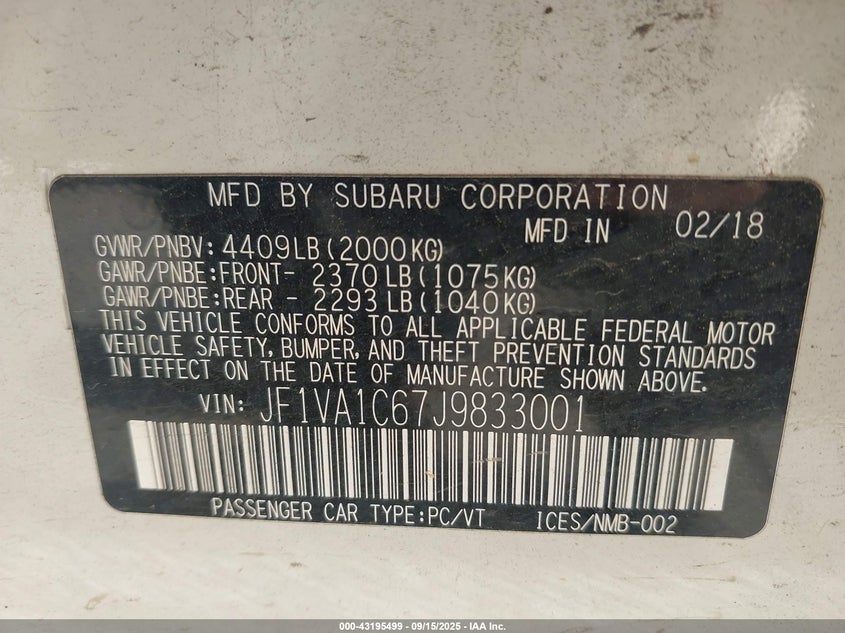 MFD BY SUBARU CORPORATION
MFD IN 02/18
GVWR/PNBV: 4409LB(2000KG)
GAWR/PNBE:FRONT- 2370LB(1075KG)
GAWR/PNBE:REAR - 2293LB(1040KG)
THIS VEHICLE CONFORMS TO ALL APPLICABLE FEDERAL MOTOR
VEHICLE SAFETY, BUMPER, AND THEFT PREVENTION STANDARDS
IN EFFECT ON THE DATE OF MANUFACTURE SHOWN ABOVE.
VIN: JF1VA1C67J9833001
PASSENGER CAR TYPE:PC/VT ICES/NMB-002
000-43195499 - 09/15/2025 - IAA Inc.